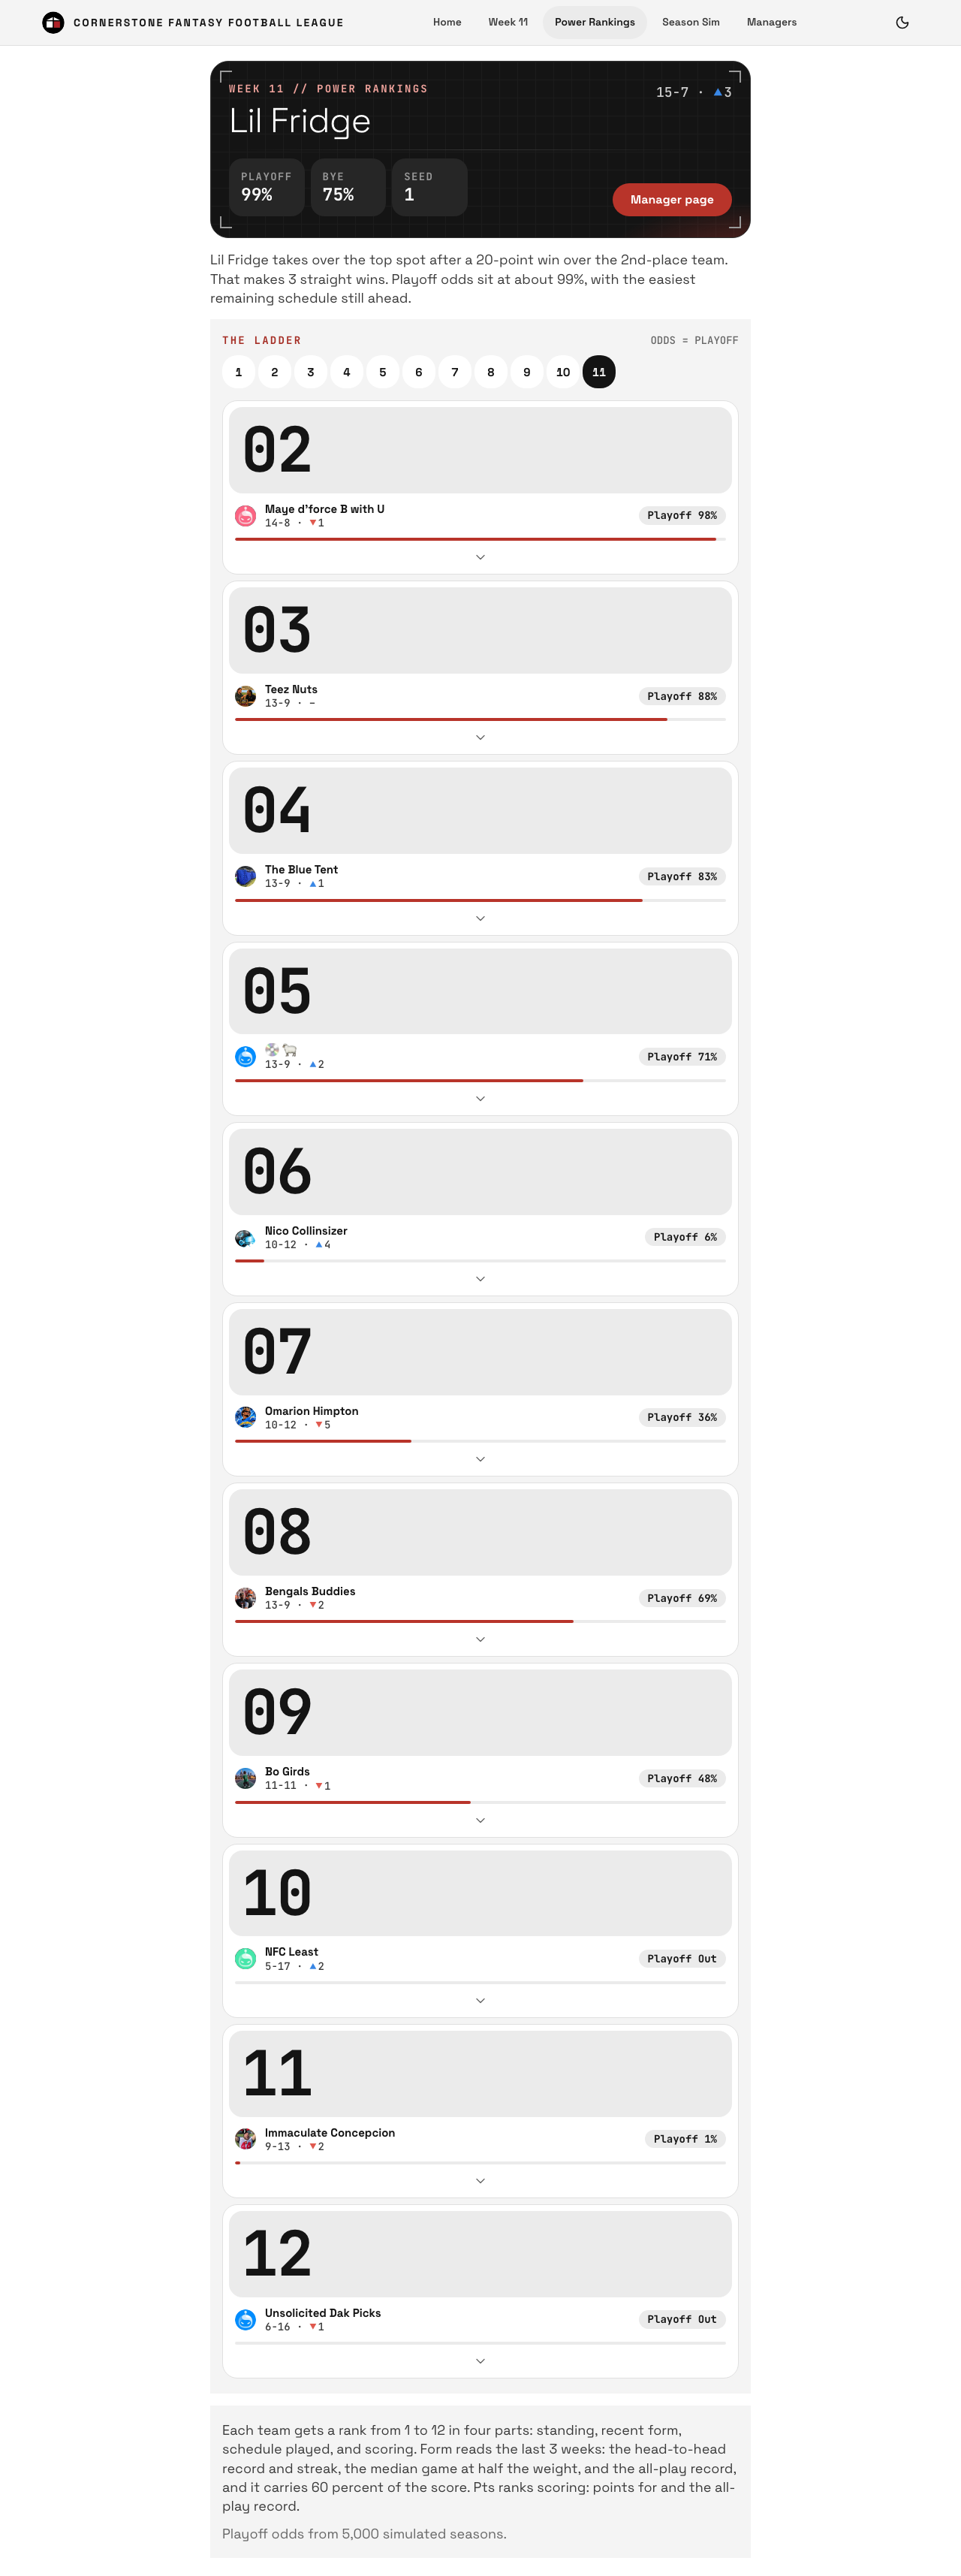 CORNERSTONE FANTASY FOOTBALL LEAGUE
Home
Week 11
Power Rankings
Season Sim
Managers
WEEK 11 // POWER RANKINGS
15-7 · ▲3
Lil Fridge
PLAYOFF
99%
BYE
75%
SEED
1
Manager page
Lil Fridge takes over the top spot after a 20-point win over the 2nd-place team.
That makes 3 straight wins. Playoff odds sit at about 99%, with the easiest
remaining schedule still ahead.
THE LADDER
ODDS = PLAYOFF
1 2 3 4 5 6 7 8 9 10 11
02
Maye d'force B with U
14-8 · ▼1
Playoff 98%
03
Teez Nuts
13-9 · –
Playoff 88%
04
The Blue Tent
13-9 · ▲1
Playoff 83%
05
13-9 · ▲2
Playoff 71%
06
Nico Collinsizer
10-12 · ▲4
Playoff 6%
07
Omarion Himpton
10-12 · ▼5
Playoff 36%
08
Bengals Buddies
13-9 · ▼2
Playoff 69%
09
Bo Girds
11-11 · ▼1
Playoff 48%
10
NFC Least
5-17 · ▲2
Playoff Out
11
Immaculate Concepcion
9-13 · ▼2
Playoff 1%
12
Unsolicited Dak Picks
6-16 · ▼1
Playoff Out
Each team gets a rank from 1 to 12 in four parts: standing, recent form,
schedule played, and scoring. Form reads the last 3 weeks: the head-to-head
record and streak, the median game at half the weight, and the all-play record,
and it carries 60 percent of the score. Pts ranks scoring: points for and the all-
play record.
Playoff odds from 5,000 simulated seasons.